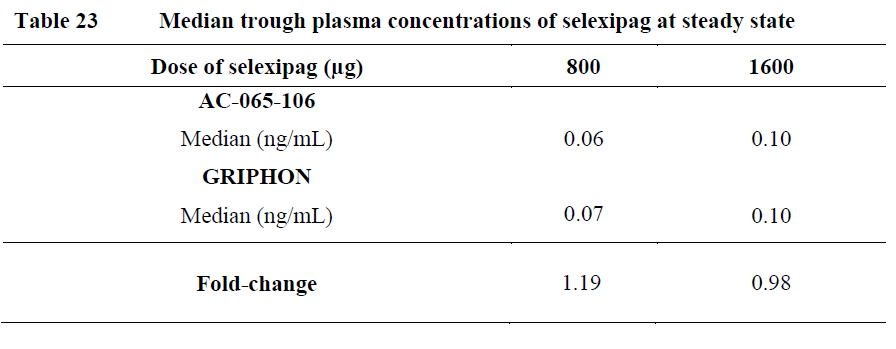 Table 23 Median trough plasma concentrations of selexipag at steady state
Dose of selexipag (µg) 800 1600
AC-065-106
Median (ng/mL) 0.06 0.10
GRIPHON
Median (ng/mL) 0.07 0.10
Fold-change 1.19 0.98